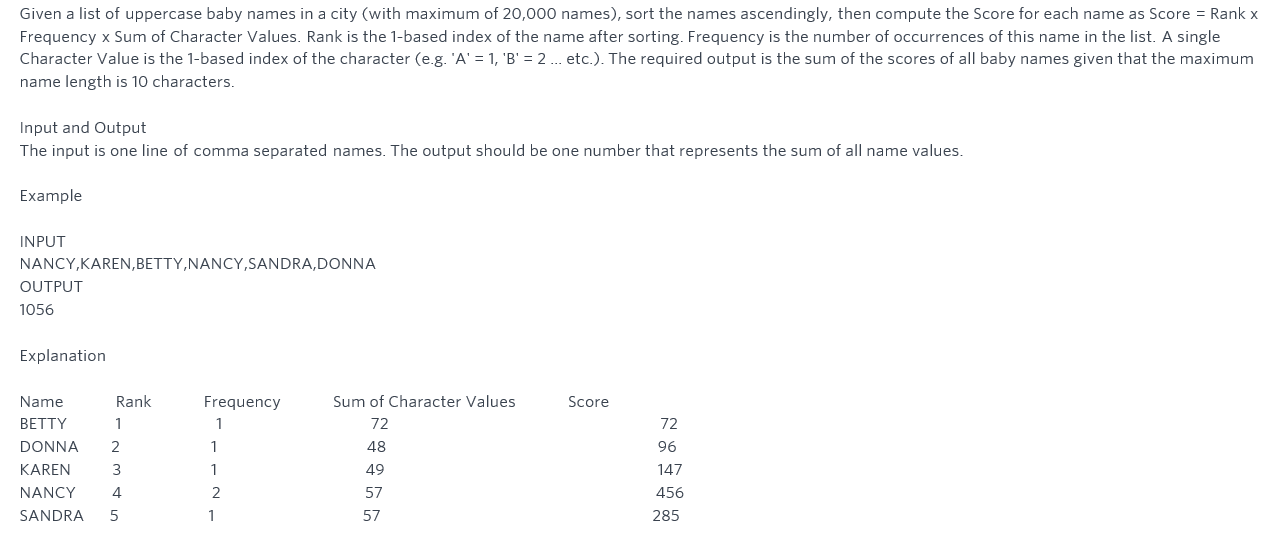 Given a list of uppercase baby names in a city (with maximum of 20,000 names), sort the names ascendingly, then compute the Score for each name as Score = Rank x
Frequency x Sum of Character Values. Rank is the 1-based index of the name after sorting. Frequency is the number of occurrences of this name in the list. A single
Character Value is the 1-based index of the character (e.g. 'A' = 1, 'B' = 2 ... etc.). The required output is the sum of the scores of all baby names given that the maximum
name length is 10 characters.
Input and Output
The input is one line of comma separated names. The output should be one number that represents the sum of all name values.
Example
INPUT
NANCY,KAREN,BETTY,NANCY,SANDRA,DONNA
OUTPUT
1056
Explanation
Name Rank Frequency Sum of Character Values Score
BETTY 1 1 72 72
DONNA 2 1 48 96
KAREN 3 1 49 147
NANCY 4 2 57 456
SANDRA 5 1 57 285